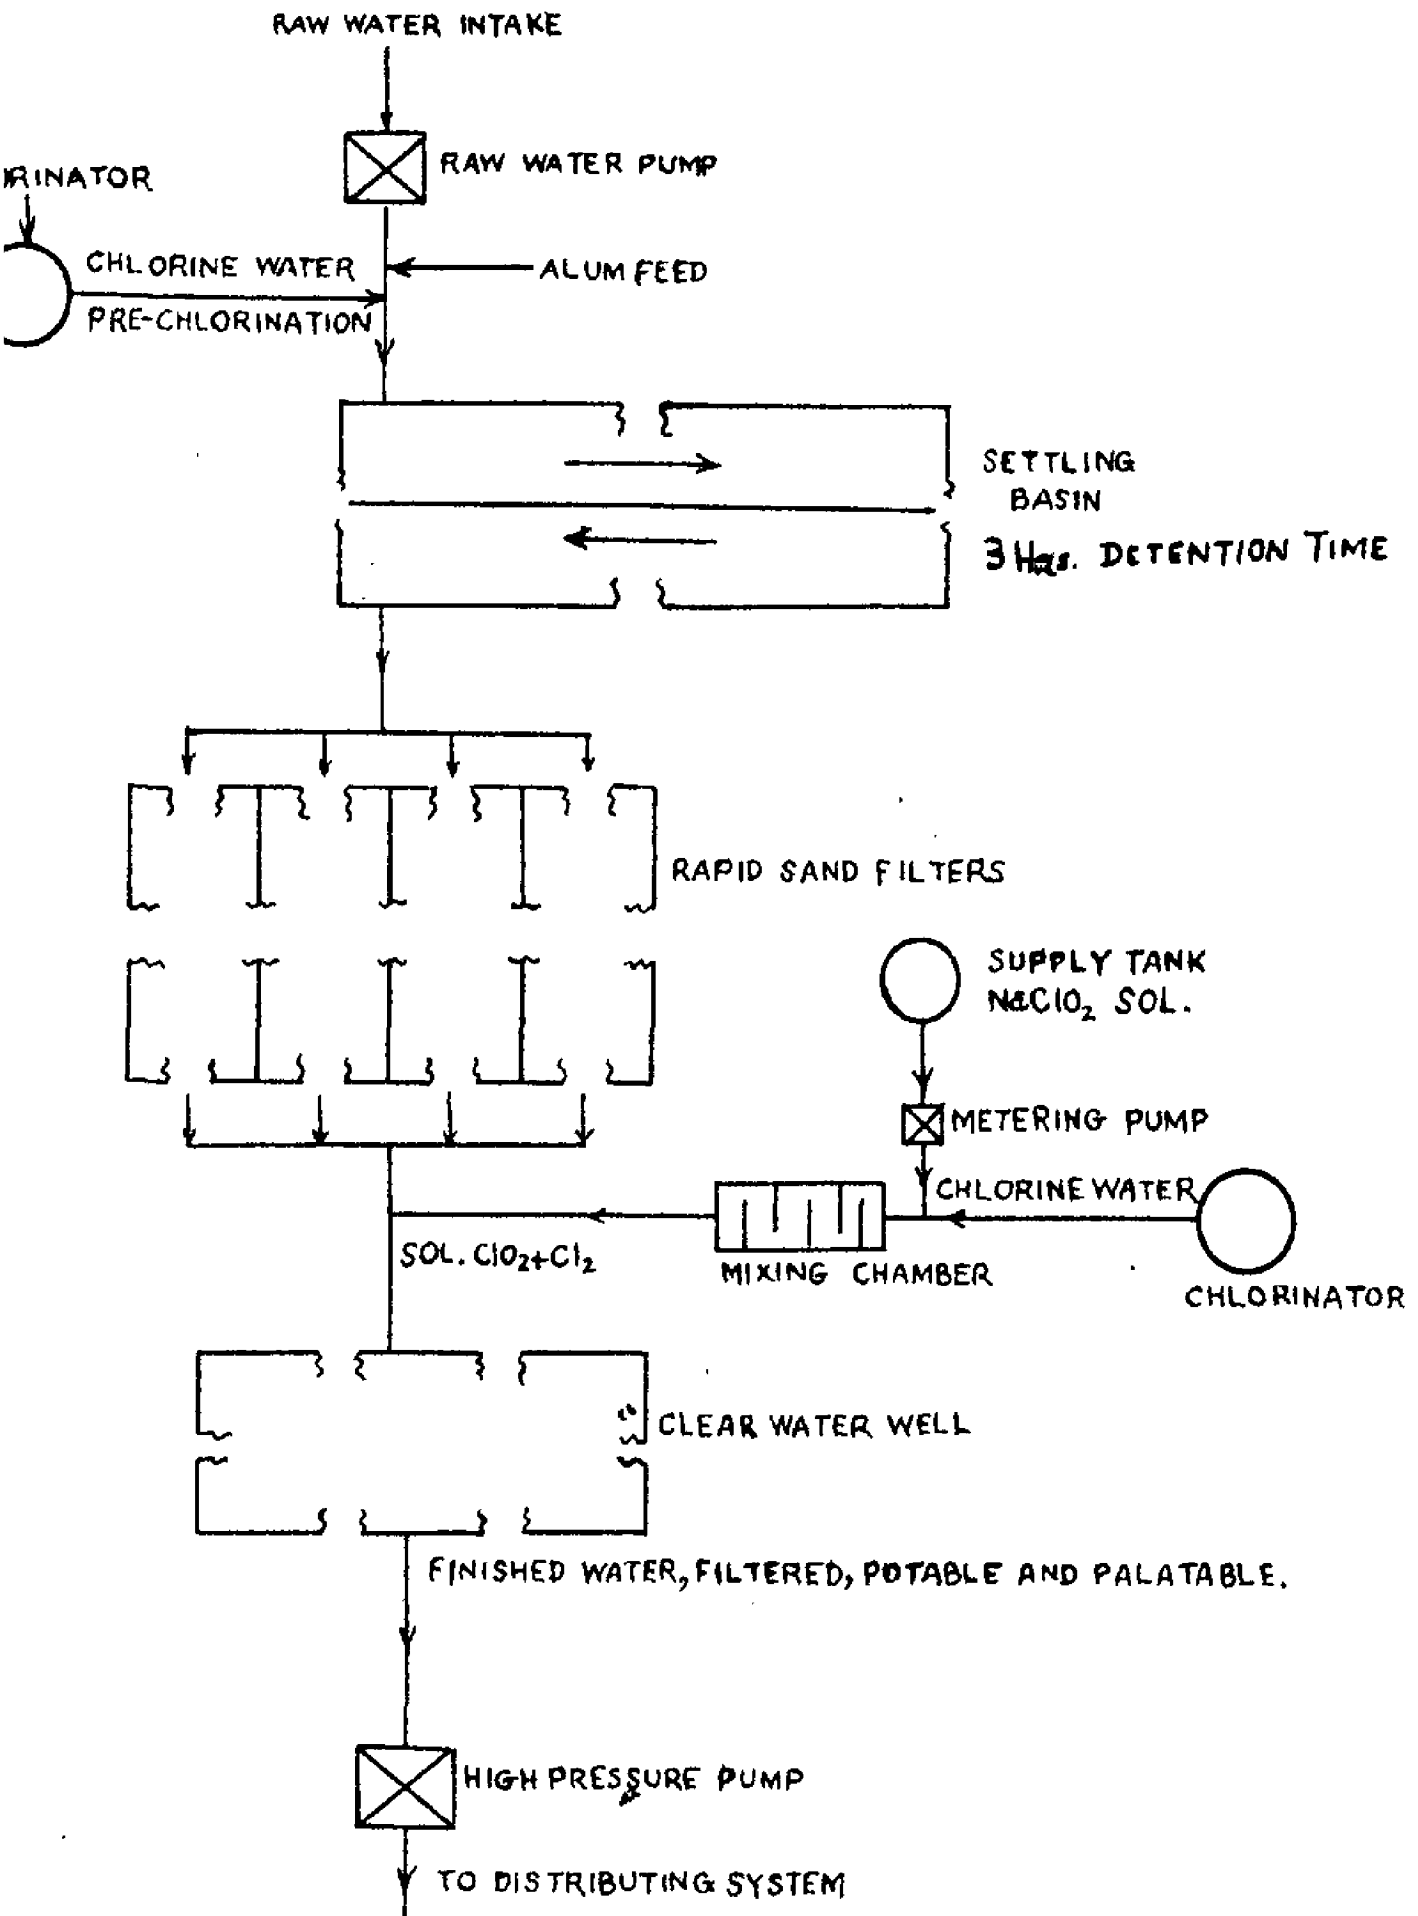 RAW WATER INTAKE
RAW WATER PUMP
RINATOR
CHLORINE WATER
PRE-CHLORINATION
ALUM FEED
SETTLING
BASIN
3 Hrs. DETENTION TIME
RAPID SAND FILTERS
SUPPLY TANK
NaClO₂ SOL.
METERING PUMP
CHLORINE WATER
SOL. ClO₂+Cl₂
MIXING CHAMBER
CHLORINATOR
CLEAR WATER WELL
FINISHED WATER, FILTERED, POTABLE AND PALATABLE.
HIGH PRESSURE PUMP
TO DISTRIBUTING SYSTEM